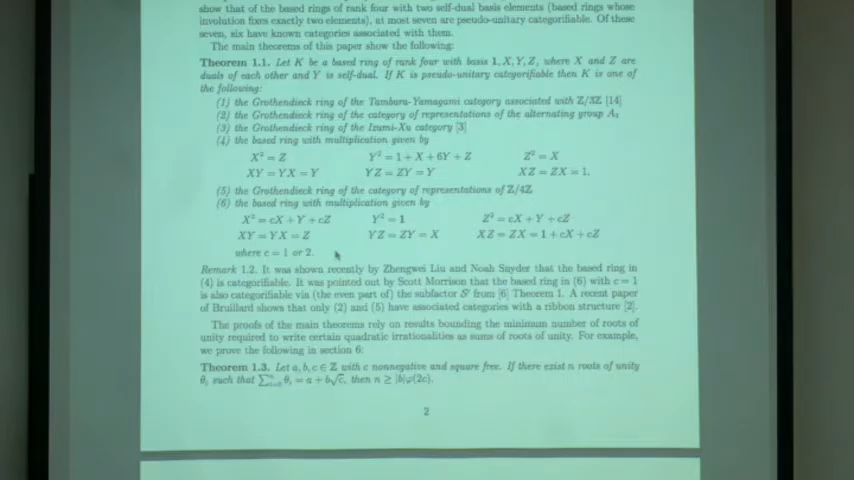 show that of the based rings of rank four with two self-dual basis elements (based rings whose
involution fixes exactly two elements), at most seven are pseudo-unitary categorifiable. Of these
seven, six have known categories associated with them.
The main theorems of this paper show the following:
Theorem 1.1. Let K be a based ring of rank four with basis 1, X, Y, Z, where X and Z are
duals of each other and Y is self-dual. If K is pseudo-unitary categorifiable then K is one of
the following:
(1) the Grothendieck ring of the Tambara-Yamagami category associated with ℤ/3ℤ [14]
(2) the Grothendieck ring of the category of representations of the alternating group A₄
(3) the Grothendieck ring of the Izumi-Xu category [3]
(4) the based ring with multiplication given by
X² = Z Y² = 1 + X + 6Y + Z Z² = X
XY = YX = Y YZ = ZY = Y XZ = ZX = 1.
(5) the Grothendieck ring of the category of representations of ℤ/4ℤ
(6) the based ring with multiplication given by
X² = cX + Y + cZ Y² = 1 Z² = cX + Y + cZ
XY = YX = Z YZ = ZY = X XZ = ZX = 1 + cX + cZ
where c = 1 or 2.
Remark 1.2. It was shown recently by Zhengwei Liu and Noah Snyder that the based ring in
(4) is categorifiable. It was pointed out by Scott Morrison that the based ring in (6) with c = 1
is also categorifiable via (the even part of) the subfactor S′ from [6] Theorem 1. A recent paper
of Bruillard shows that only (2) and (5) have associated categories with a ribbon structure [2].
The proofs of the main theorems rely on results bounding the minimum number of roots of
unity required to write certain quadratic irrationalities as sums of roots of unity. For example,
we prove the following in section 6:
Theorem 1.3. Let a, b, c ∈ ℤ with c nonnegative and square free. If there exist n roots of unity
θᵢ such that ∑ θᵢ = a + b√c, then n ≥ |b|φ(2c).
2